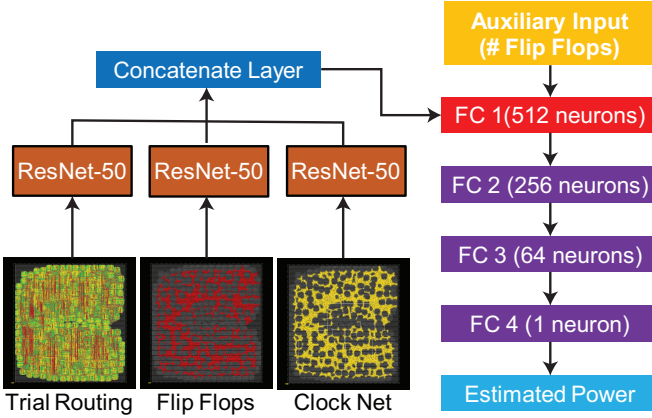 Auxiliary Input
(# Flip Flops)
Concatenate Layer
FC 1(512 neurons)
ResNet-50
ResNet-50
ResNet-50
FC 2 (256 neurons)
FC 3 (64 neurons)
FC 4 (1 neuron)
Estimated Power
Trial Routing
Flip Flops
Clock Net